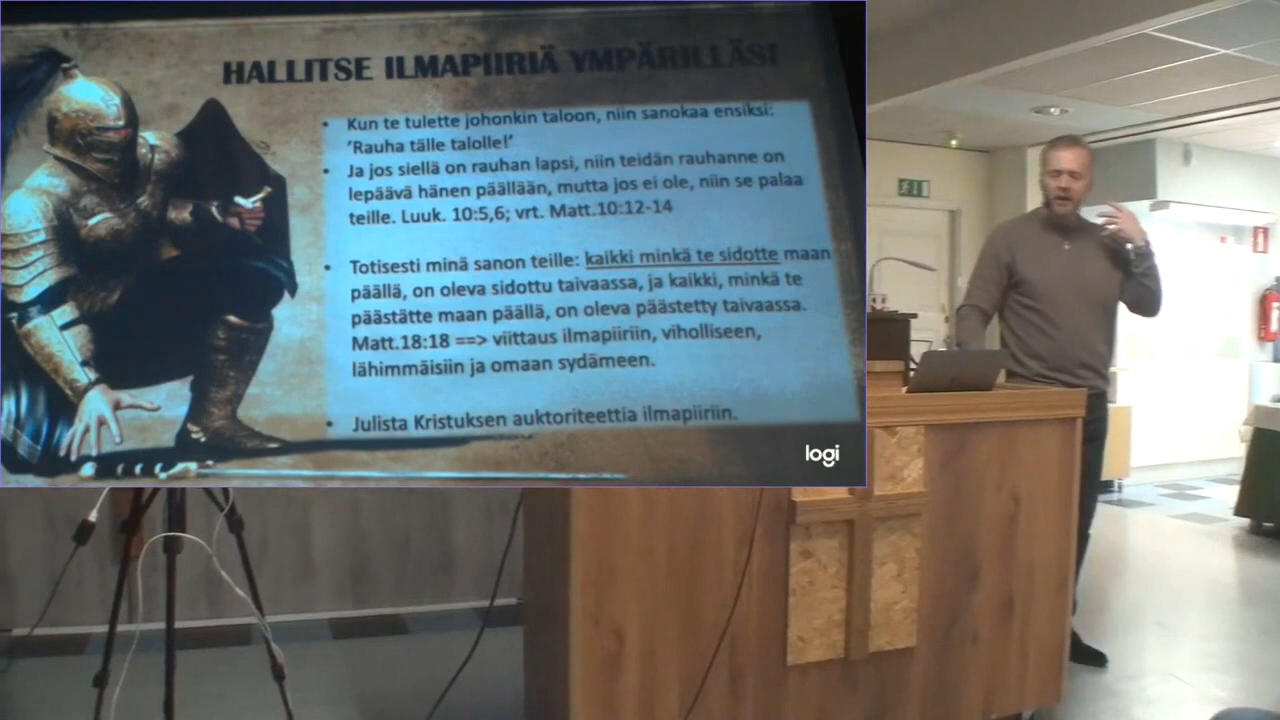 HALLITSE ILMAPIIRIÄ YMPÄRILLÄSI
• Kun te tulette johonkin taloon, niin sanokaa ensiksi:
'Rauha tälle talolle!'
• Ja jos siellä on rauhan lapsi, niin teidän rauhanne on
lepäävä hänen päällään, mutta jos ei ole, niin se palaa
teille. Luuk. 10:5,6; vrt. Matt.10:12-14
• Totisesti minä sanon teille: kaikki minkä te sidotte maan
päällä, on oleva sidottu taivaassa, ja kaikki, minkä te
päästätte maan päällä, on oleva päästetty taivaassa.
Matt.18:18 ==> viittaus ilmapiiriin, viholliseen,
lähimmäisiin ja omaan sydämeen.
• Julista Kristuksen auktoriteettia ilmapiiriin.
logi